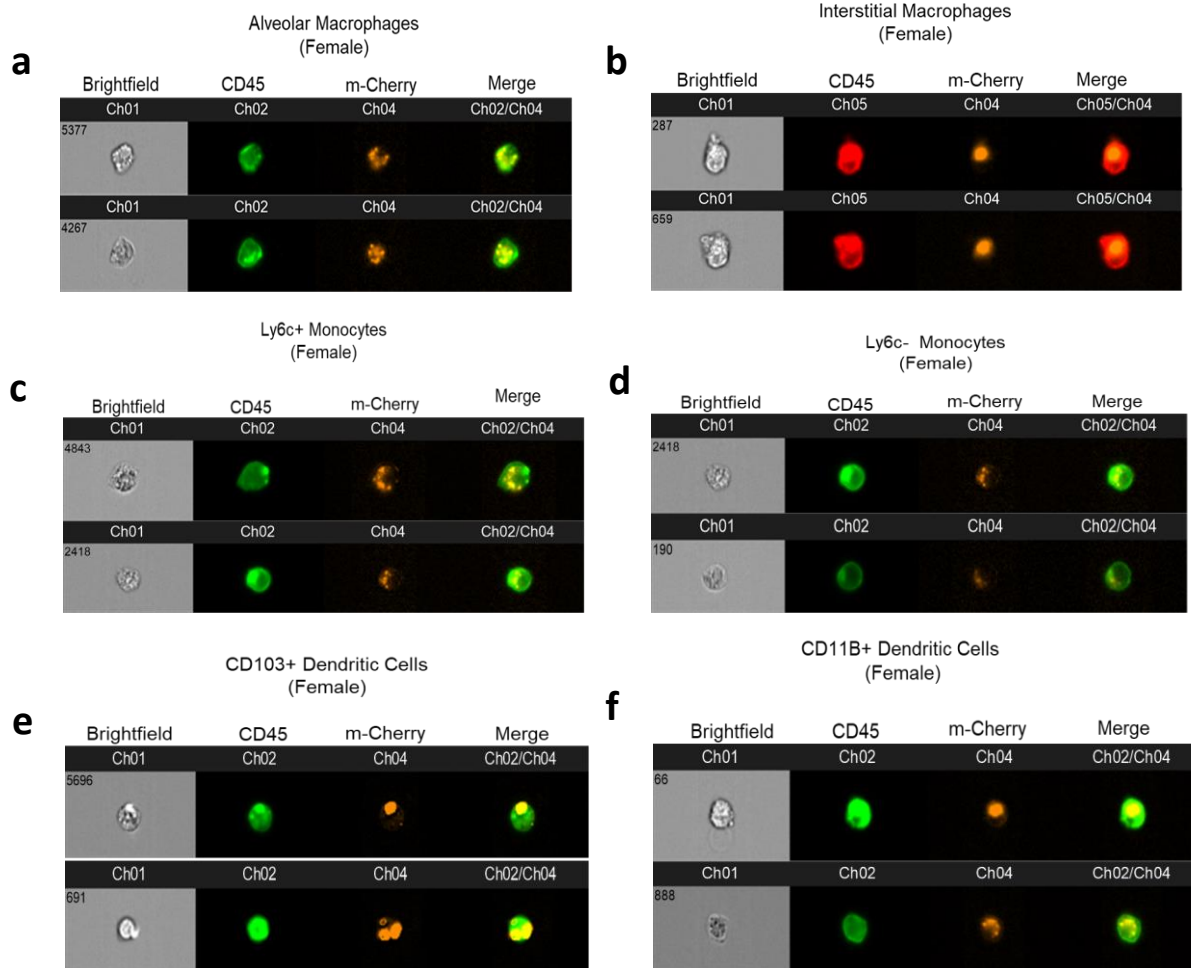 a
Alveolar Macrophages
(Female)
Brightfield CD45 m-Cherry Merge
Ch01 Ch02 Ch04 Ch02/Ch04
5377
Ch01 Ch02 Ch04 Ch02/Ch04
4267
b
Interstitial Macrophages
(Female)
Brightfield CD45 m-Cherry Merge
Ch01 Ch05 Ch04 Ch05/Ch04
287
Ch01 Ch05 Ch04 Ch05/Ch04
659
c
Ly6c+ Monocytes
(Female)
Brightfield CD45 m-Cherry Merge
Ch01 Ch02 Ch04 Ch02/Ch04
4843
Ch01 Ch02 Ch04 Ch02/Ch04
2418
d
Ly6c- Monocytes
(Female)
Brightfield CD45 m-Cherry Merge
Ch01 Ch02 Ch04 Ch02/Ch04
2418
Ch01 Ch02 Ch04 Ch02/Ch04
190
e
CD103+ Dendritic Cells
(Female)
Brightfield CD45 m-Cherry Merge
Ch01 Ch02 Ch04 Ch02/Ch04
5696
Ch01 Ch02 Ch04 Ch02/Ch04
691
f
CD11B+ Dendritic Cells
(Female)
Brightfield CD45 m-Cherry Merge
Ch01 Ch02 Ch04 Ch02/Ch04
66
Ch01 Ch02 Ch04 Ch02/Ch04
888